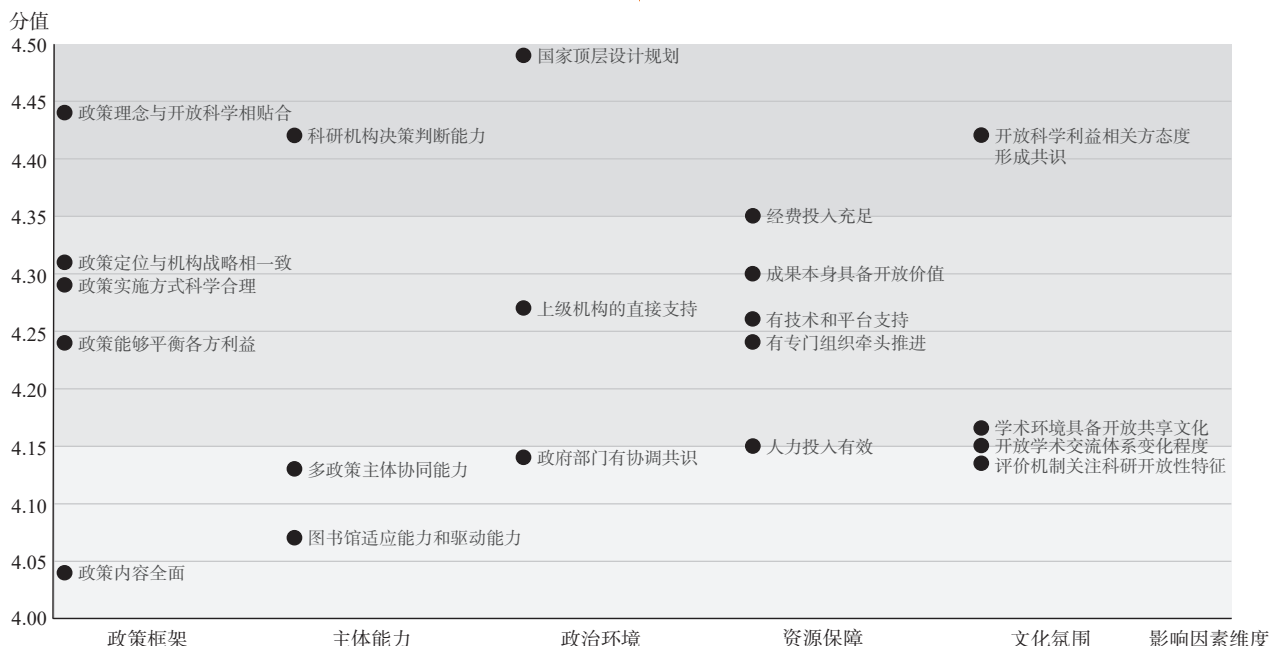 分值
4.50
国家顶层设计规划
4.45
政策理念与开放科学相贴合
科研机构决策判断能力
开放科学利益相关方态度
形成共识
4.40
4.35
经费投入充足
政策定位与机构战略相一致
4.30
成果本身具备开放价值
政策实施方式科学合理
上级机构的直接支持
有技术和平台支持
4.25
政策能够平衡各方利益
有专门组织牵头推进
4.20
学术环境具备开放共享文化
4.15
人力投入有效
开放学术交流体系变化程度
政府部门有协调共识
评价机制关注科研开放性特征
多政策主体协同能力
4.10
图书馆适应能力和驱动能力
4.05
政策内容全面
4.00
政策框架
主体能力
政治环境
资源保障
文化氛围
影响因素维度